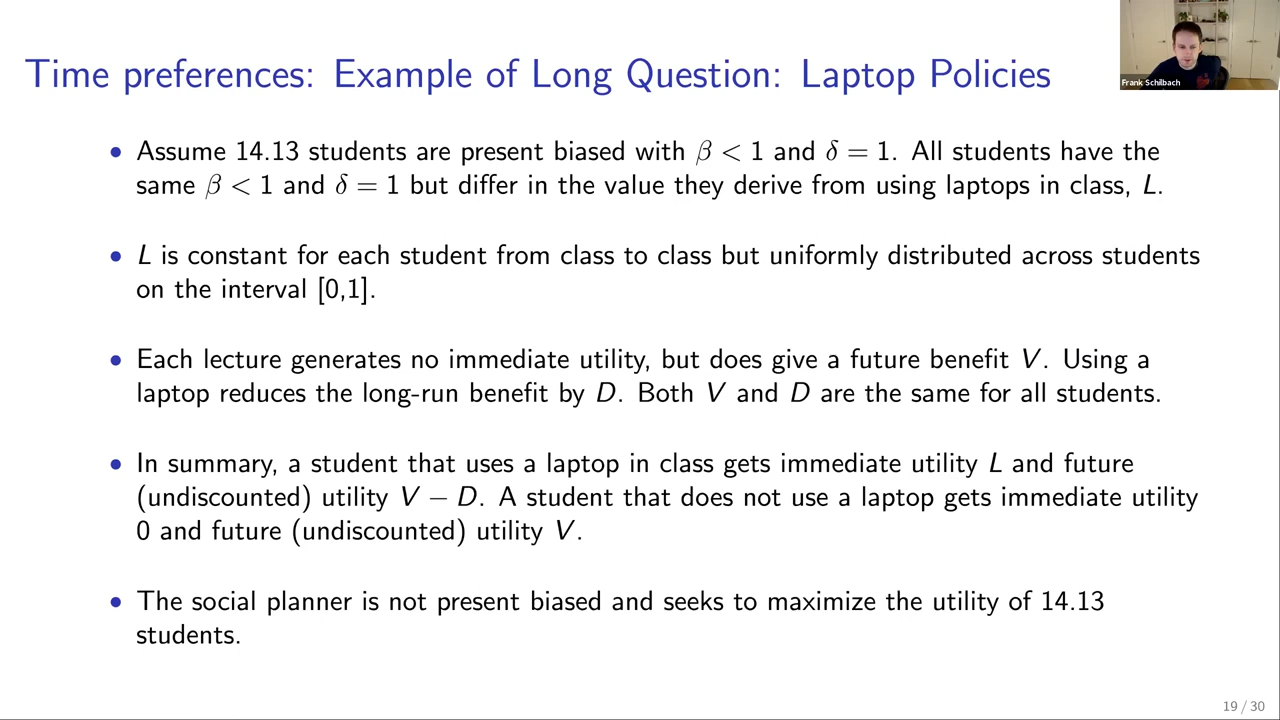 Time preferences: Example of Long Question: Laptop Policies
Frank Schilbach
• Assume 14.13 students are present biased with β < 1 and δ = 1. All students have the
same β < 1 and δ = 1 but differ in the value they derive from using laptops in class, L.
• L is constant for each student from class to class but uniformly distributed across students
on the interval [0,1].
• Each lecture generates no immediate utility, but does give a future benefit V. Using a
laptop reduces the long-run benefit by D. Both V and D are the same for all students.
• In summary, a student that uses a laptop in class gets immediate utility L and future
(undiscounted) utility V − D. A student that does not use a laptop gets immediate utility
0 and future (undiscounted) utility V.
• The social planner is not present biased and seeks to maximize the utility of 14.13
students.
19 / 30